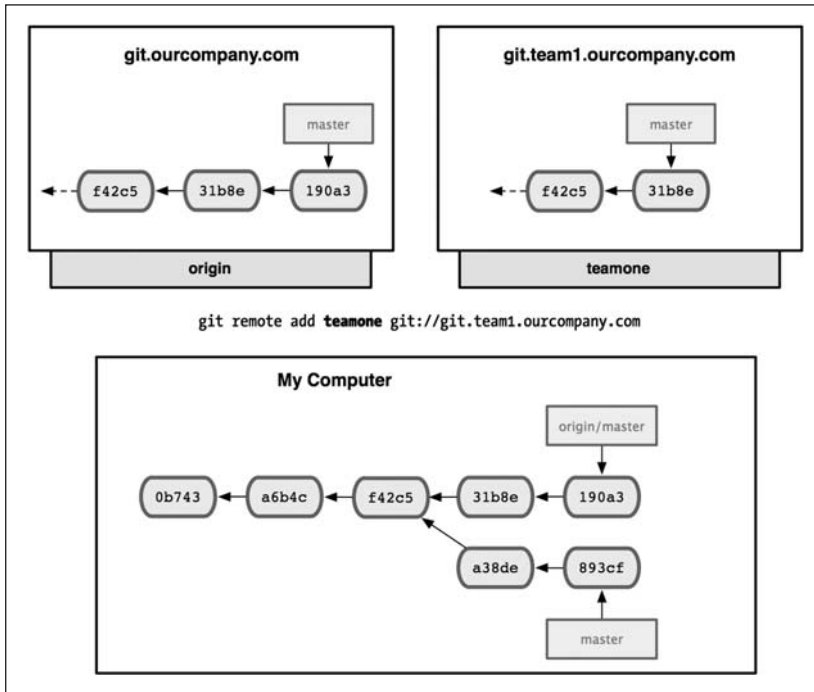 git.ourcompany.com
master
f42c5
31b8e
190a3
origin
git.team1.ourcompany.com
master
f42c5
31b8e
teamone
git remote add teamone git://git.team1.ourcompany.com
My Computer
origin/master
0b743
a6b4c
f42c5
31b8e
190a3
a38de
893cf
master